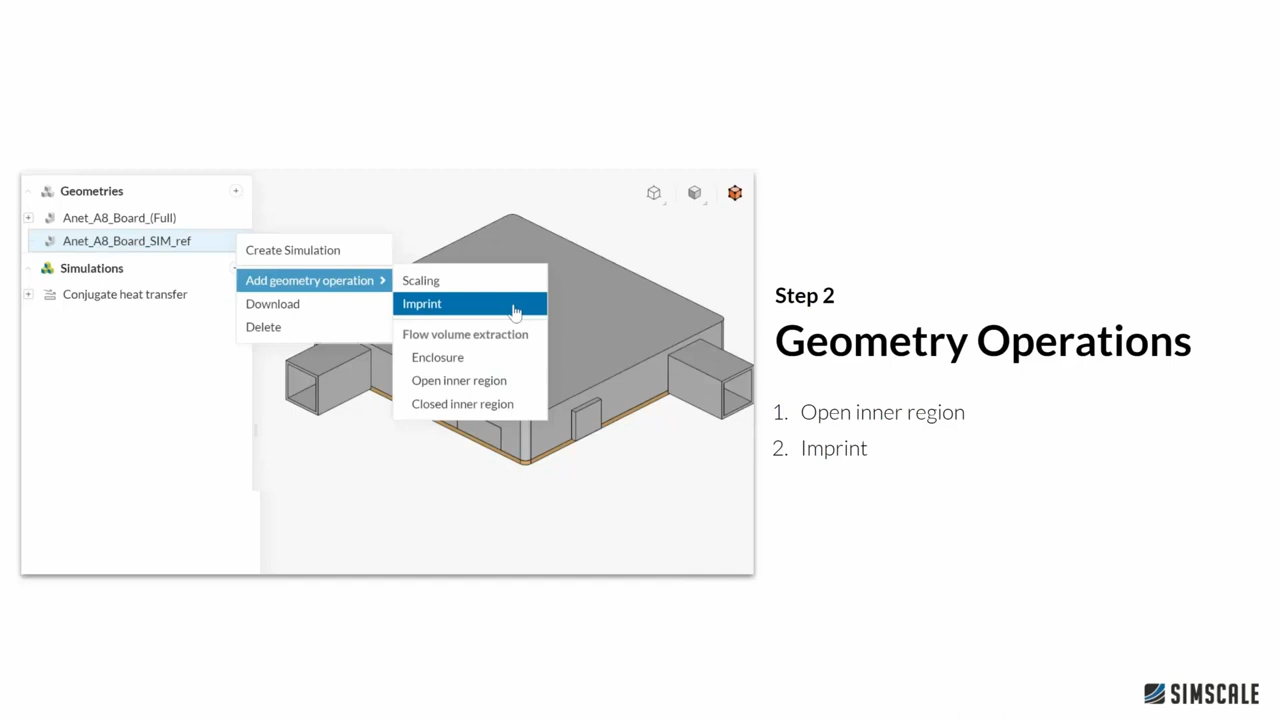 Geometries
Anet_A8_Board_(Full)
Anet_A8_Board_SIM_ref
Simulations
Conjugate heat transfer
Create Simulation
Add geometry operation
Download
Delete
Scaling
Imprint
Flow volume extraction
Enclosure
Open inner region
Closed inner region
Step 2
Geometry Operations
1. Open inner region
2. Imprint
SIMSCALE